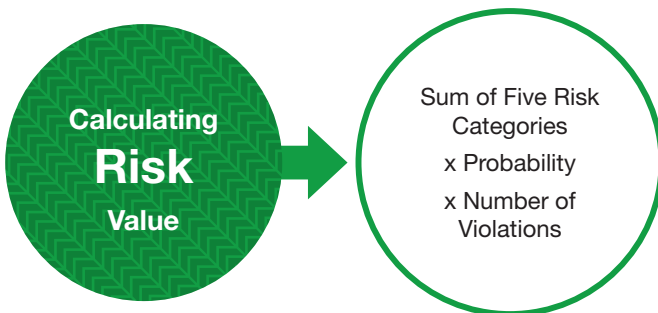 Calculating
Risk
Value
Sum of Five Risk
Categories
x Probability
x Number of
Violations